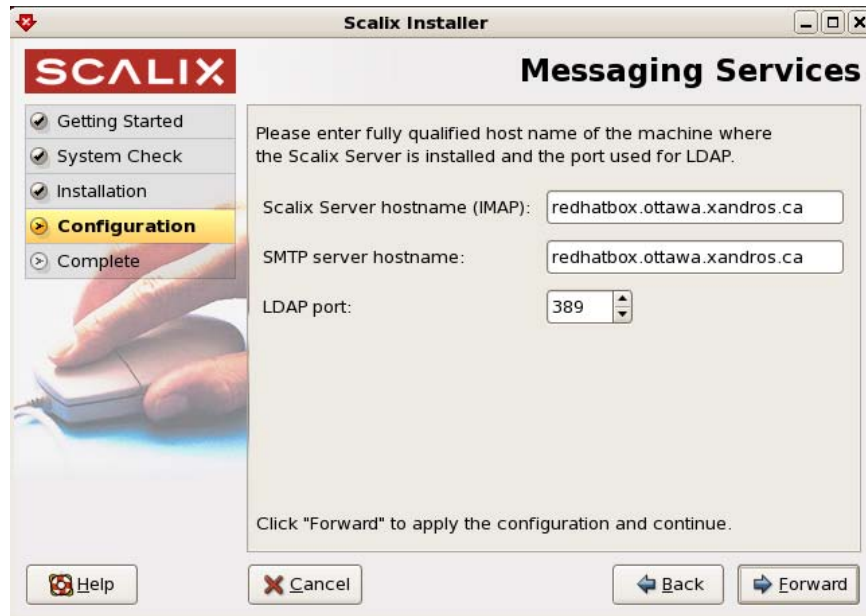 Scalix Installer
SCALIX
Messaging Services
Getting Started
System Check
Installation
Configuration
Complete
Please enter fully qualified host name of the machine where
the Scalix Server is installed and the port used for LDAP.
Scalix Server hostname (IMAP): redhatbox.ottawa.xandros.ca
SMTP server hostname: redhatbox.ottawa.xandros.ca
LDAP port: 389
Click "Forward" to apply the configuration and continue.
Help Cancel Back Forward